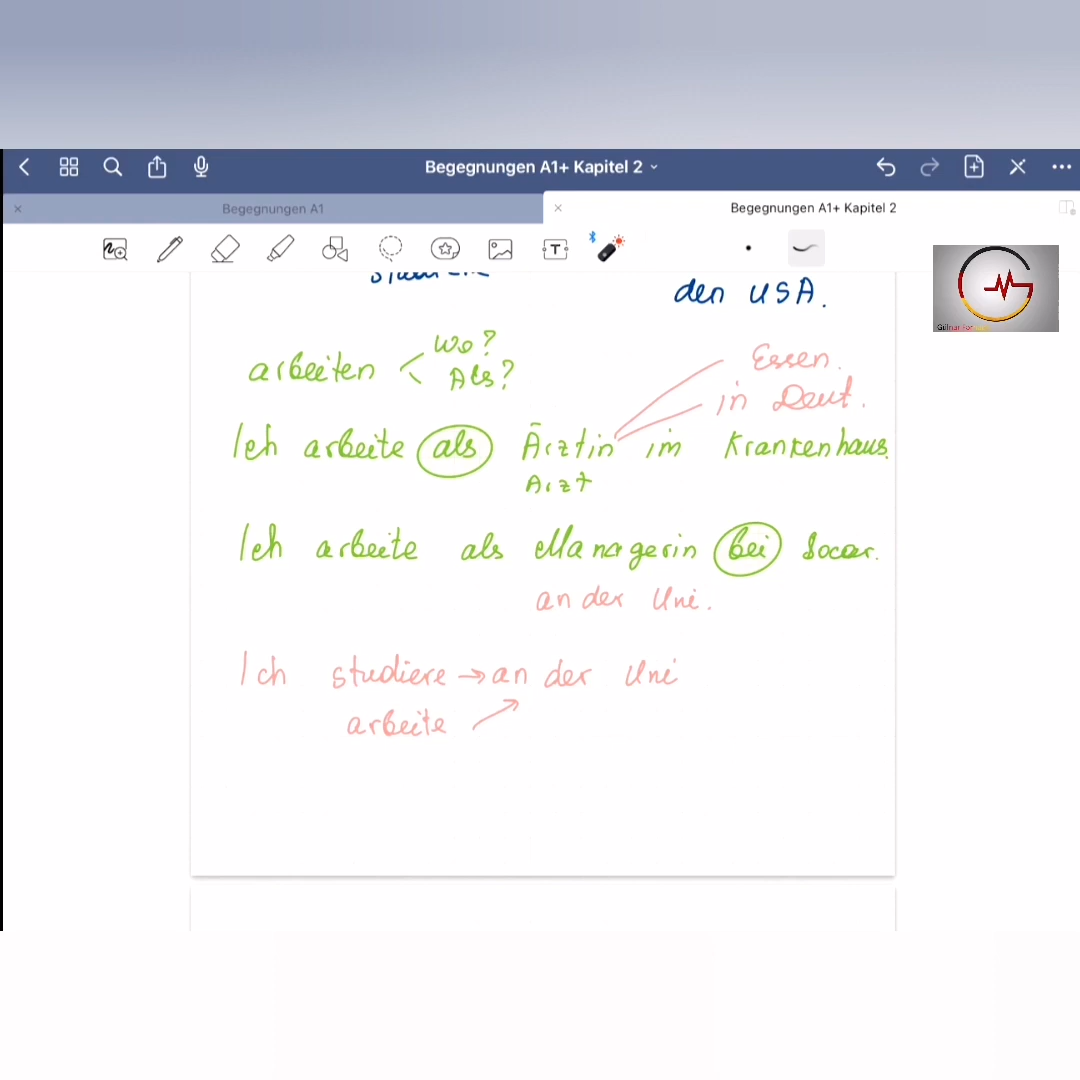 Begegnungen A1+ Kapitel 2
Begegnungen A1
Begegnungen A1+ Kapitel 2
den USA.
arbeiten
Wo?
Als?
Essen.
in Deut.
Ich arbeite als Ärztin im Krankenhaus.
Arzt
Ich arbeite als Managerin bei Socar.
an der Uni.
Ich studiere → an der Uni
arbeite